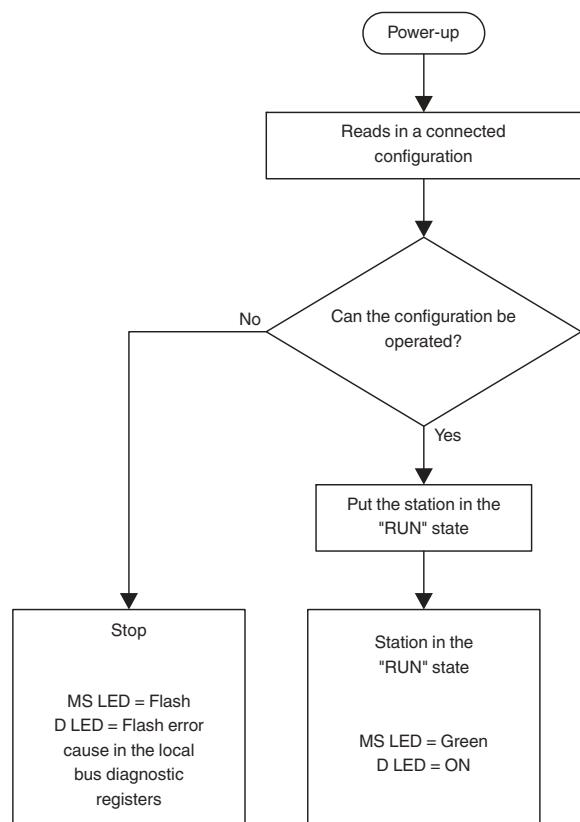 Power-up
Reads in a connected
configuration
Can the configuration be
operated?
No
Yes
Put the station in the
"RUN" state
Stop
MS LED = Flash
D LED = Flash error
cause in the local
bus diagnostic
registers
Station in the
"RUN" state
MS LED = Green
D LED = ON